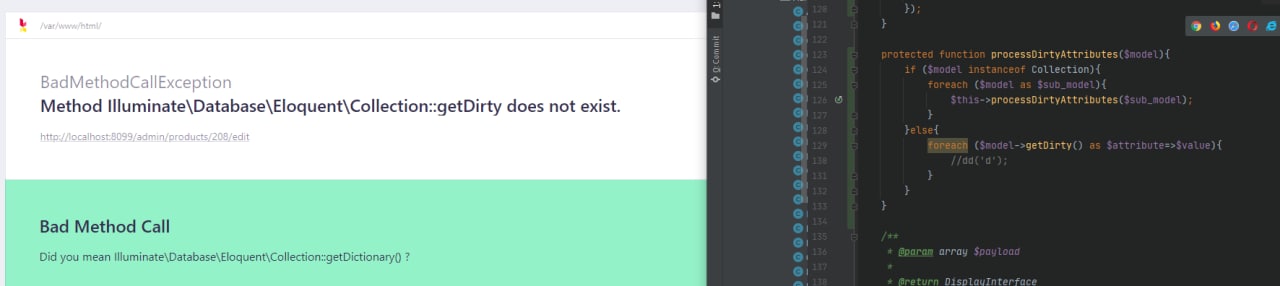 /var/www/html/
BadMethodCallException
Method Illuminate\Database\Eloquent\Collection::getDirty does not exist.
http://localhost:8099/admin/products/208/edit
Bad Method Call
Did you mean Illuminate\Database\Eloquent\Collection::getDictionary() ?
Commit
120 });
121 }
122
123 protected function processDirtyAttributes($model){
124 if ($model instanceof Collection){
125 foreach ($model as $sub_model){
126 $this->processDirtyAttributes($sub_model);
127 }
128 }else{
129 foreach ($model->getDirty() as $attribute=>$value){
130 //dd('d');
131 }
132 }
133 }
134
135 /**
136 * @param array $payload
137 *
138 * @return DisplayInterface